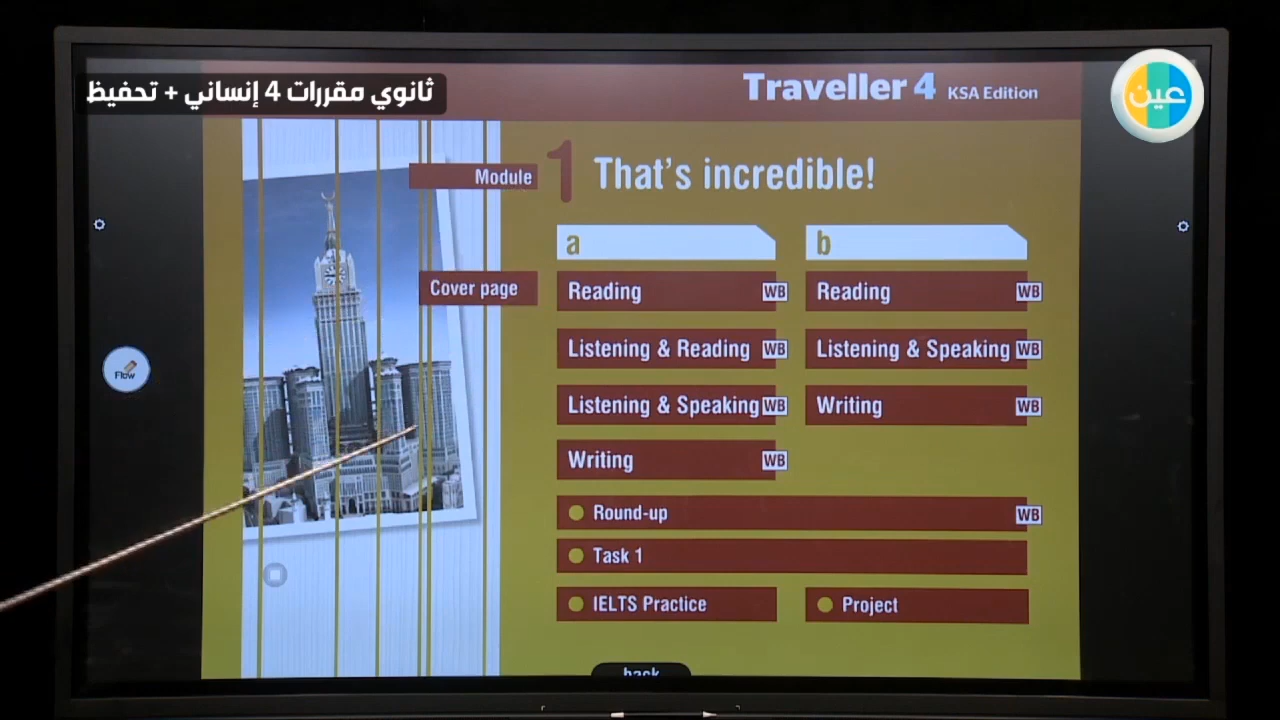 ثانوي مقررات 4 إنساني + تحفيظ
عين
Traveller 4 KSA Edition
Module 1 That's incredible!
a
b
Cover page
Reading WB
Reading WB
Listening & Reading WB
Listening & Speaking WB
Listening & Speaking WB
Writing WB
Writing WB
Round-up WB
Task 1
IELTS Practice
Project
back
Flow